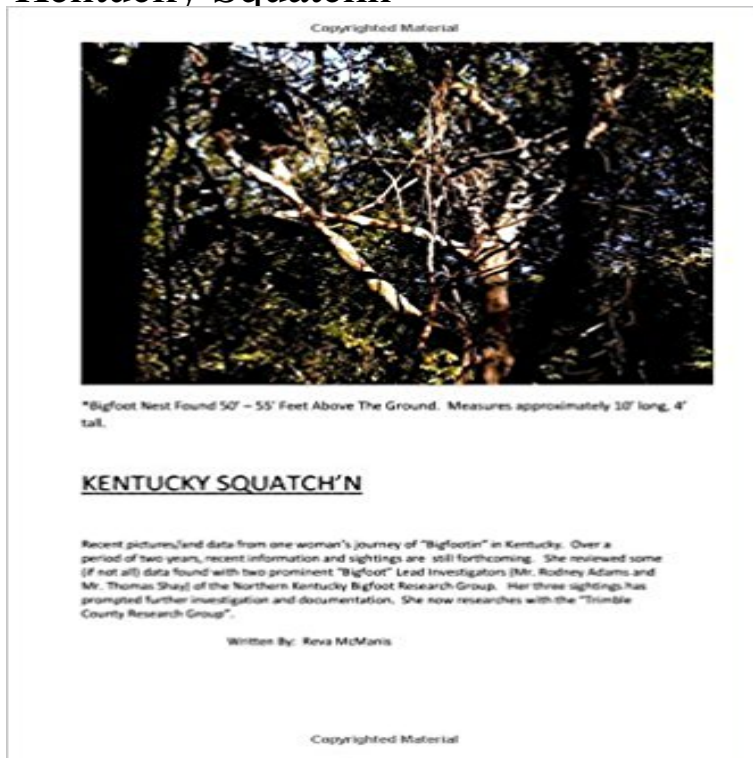 Copyrighted Material
*Bigfoot Nest Found 50' – 55' Feet Above The Ground. Measures approximately 10' long, 4'
tall.
KENTUCKY SQUATCH'N
Recent pictures/and data from one woman's journey of "Bigfootin" in Kentucky. Over a
period of two years, recent information and sightings are still forthcoming. She reviewed some
(if not all) data found with two prominent "Bigfoot" Lead Investigators (Mr. Rodney Adams and
Mr. Thomas Shay) of the Northern Kentucky Bigfoot Research Group. Her three sightings has
prompted further investigation and documentation. She now researches with the "Trimble
County Research Group".
Written By: Reva McManis
Copyrighted Material